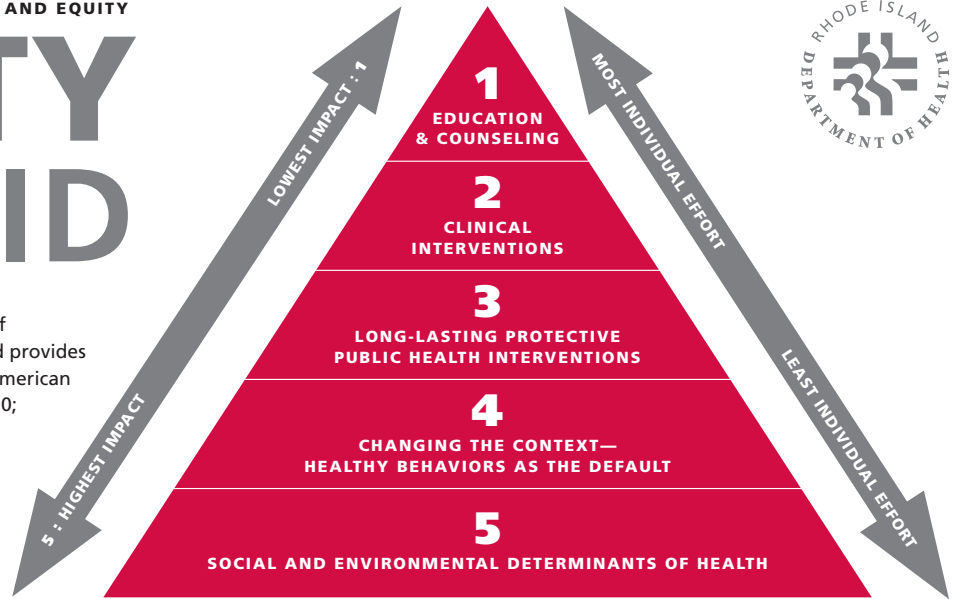 AND EQUITY
TY
ID
f
d provides
merican
0;
LOWEST IMPACT : 1
5 : HIGHEST IMPACT
1
EDUCATION
& COUNSELING
2
CLINICAL
INTERVENTIONS
3
LONG-LASTING PROTECTIVE
PUBLIC HEALTH INTERVENTIONS
4
CHANGING THE CONTEXT—
HEALTHY BEHAVIORS AS THE DEFAULT
5
SOCIAL AND ENVIRONMENTAL DETERMINANTS OF HEALTH
MOST INDIVIDUAL EFFORT
LEAST INDIVIDUAL EFFORT
RHODE ISLAND
DEPARTMENT OF HEALTH